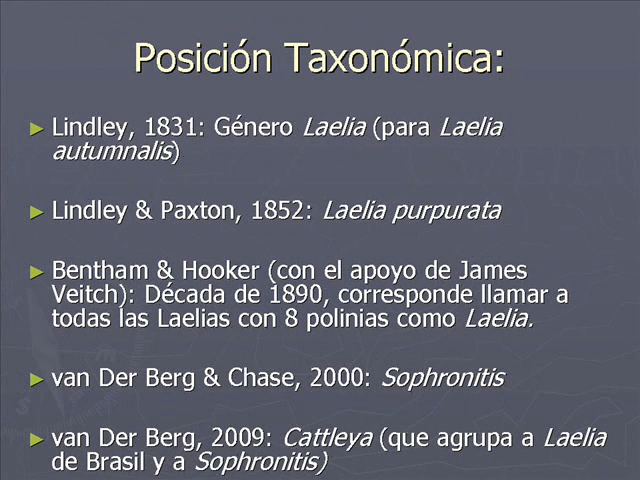 Posición Taxonómica:
► Lindley, 1831: Género Laelia (para Laelia
autumnalis)
► Lindley & Paxton, 1852: Laelia purpurata
► Bentham & Hooker (con el apoyo de James
Veitch): Década de 1890, corresponde llamar a
todas las Laelias con 8 polinias como Laelia.
► van Der Berg & Chase, 2000: Sophronitis
► van Der Berg, 2009: Cattleya (que agrupa a Laelia
de Brasil y a Sophronitis)